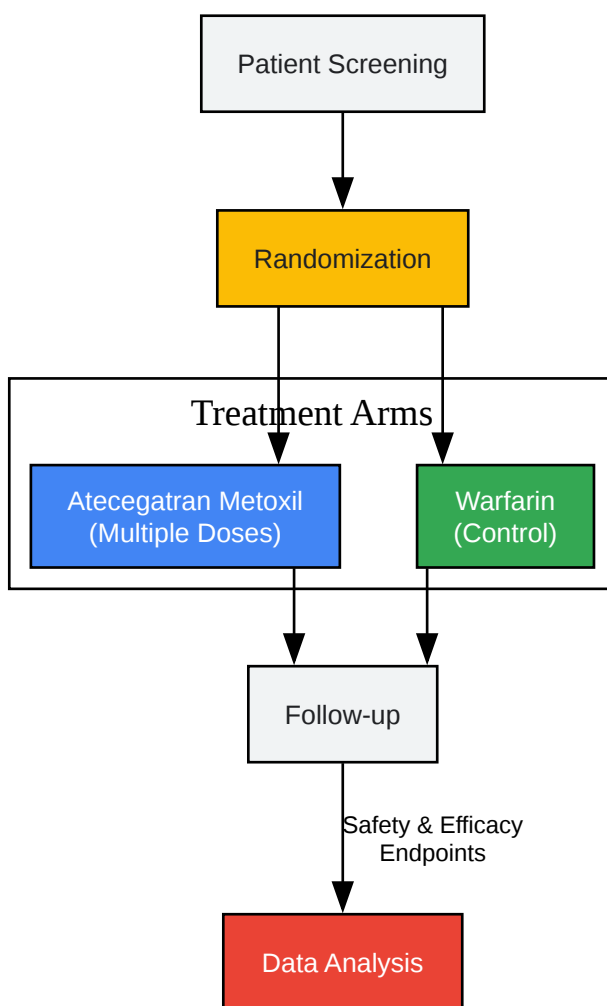 Patient Screening
Randomization
Treatment Arms
Atecegatran Metoxil
(Multiple Doses)
Warfarin
(Control)
Follow-up
Safety & Efficacy
Endpoints
Data Analysis